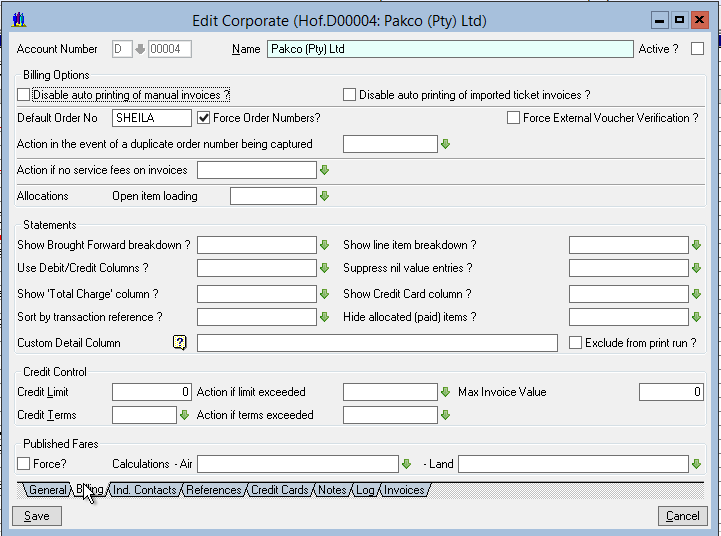 Edit Corporate (Hof.D00004: Pakco (Pty) Ltd)
Account Number D 00004 Name Pakco (Pty) Ltd Active ?
Billing Options
Disable auto printing of manual invoices ? Disable auto printing of imported ticket invoices ?
Default Order No SHEILA Force Order Numbers? Force External Voucher Verification ?
Action in the event of a duplicate order number being captured
Action if no service fees on invoices
Allocations Open item loading
Statements
Show Brought Forward breakdown ? Show line item breakdown ?
Use Debit/Credit Columns ? Suppress nil value entries ?
Show 'Total Charge' column ? Show Credit Card column ?
Sort by transaction reference ? Hide allocated (paid) items ?
Custom Detail Column ? Exclude from print run ?
Credit Control
Credit Limit 0 Action if limit exceeded Max Invoice Value 0
Credit Terms Action if terms exceeded
Published Fares
Force? Calculations - Air - Land
General Billing Ind. Contacts References Credit Cards Notes Log Invoices
Save Cancel